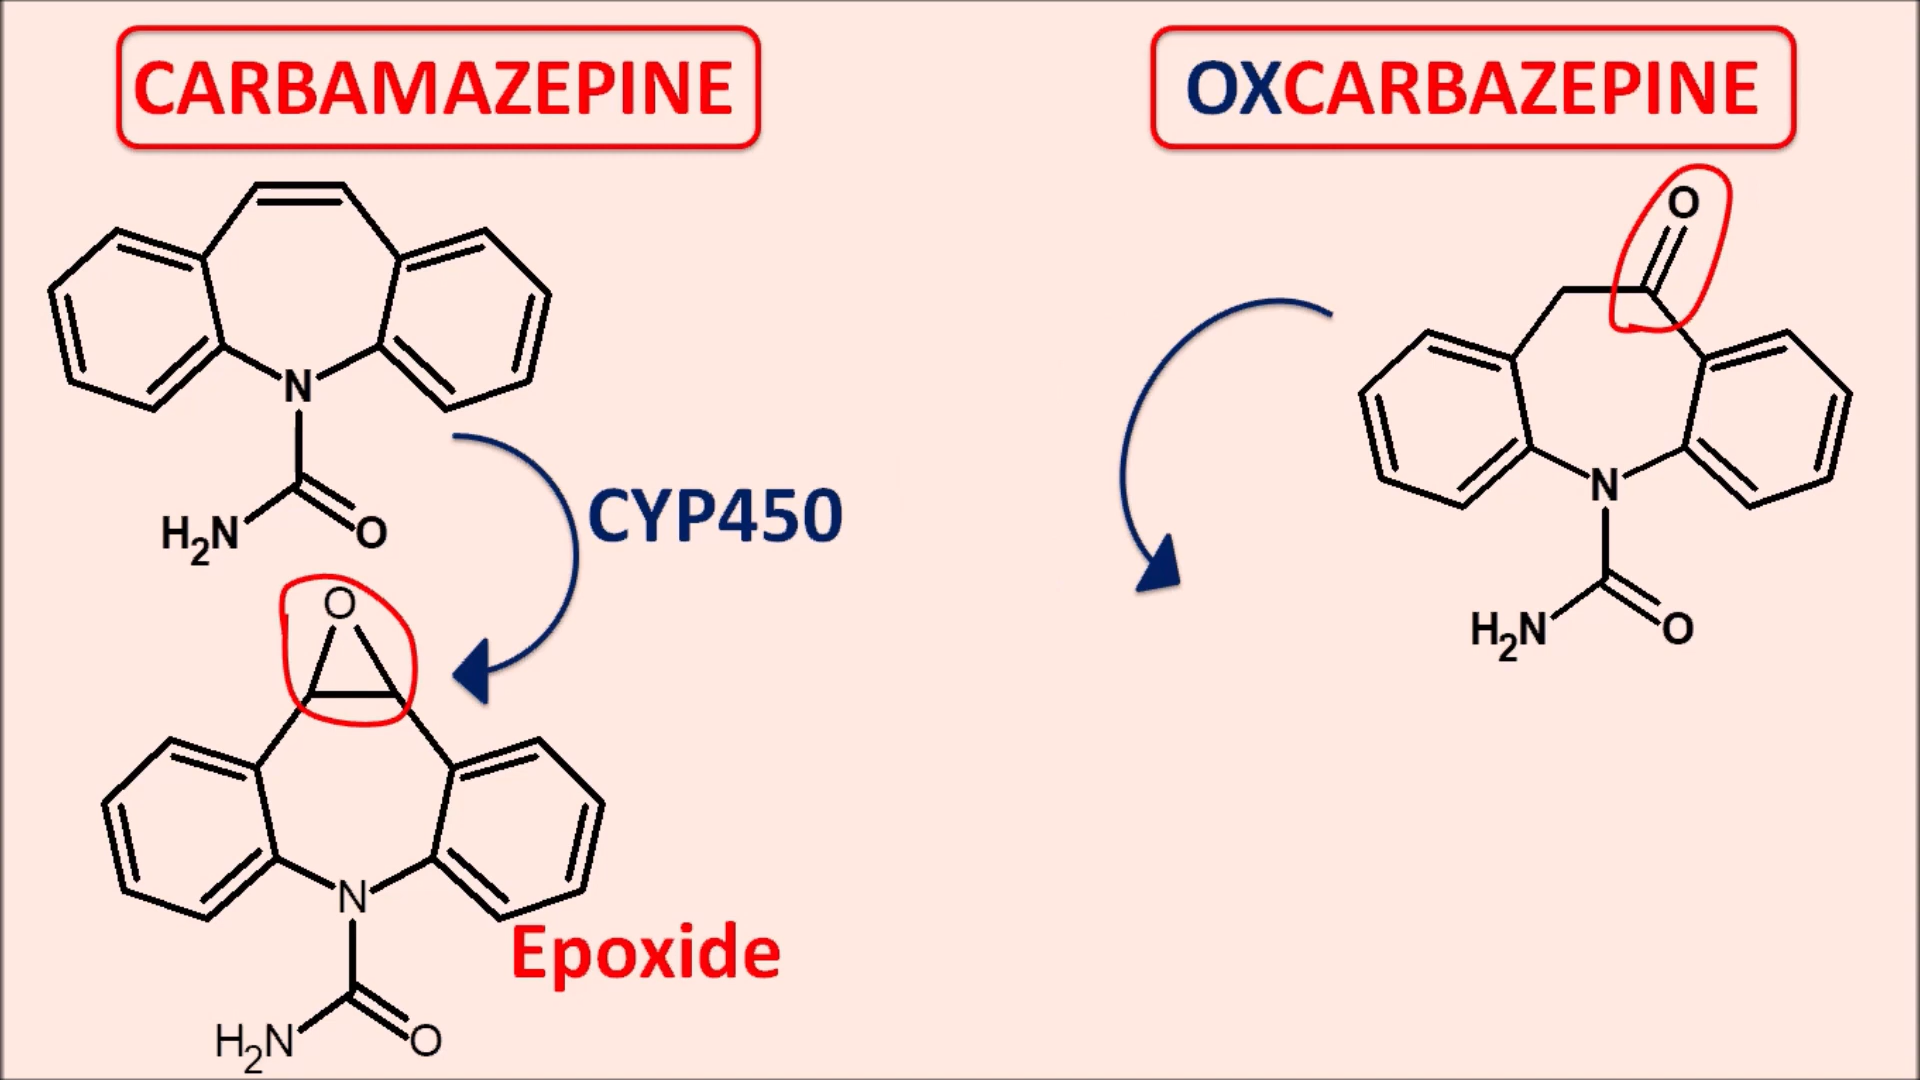 CARBAMAZEPINE
OXCARBAZEPINE
O
N
H₂N
O
CYP450
N
H₂N
O
O
N
Epoxide
H₂N
O